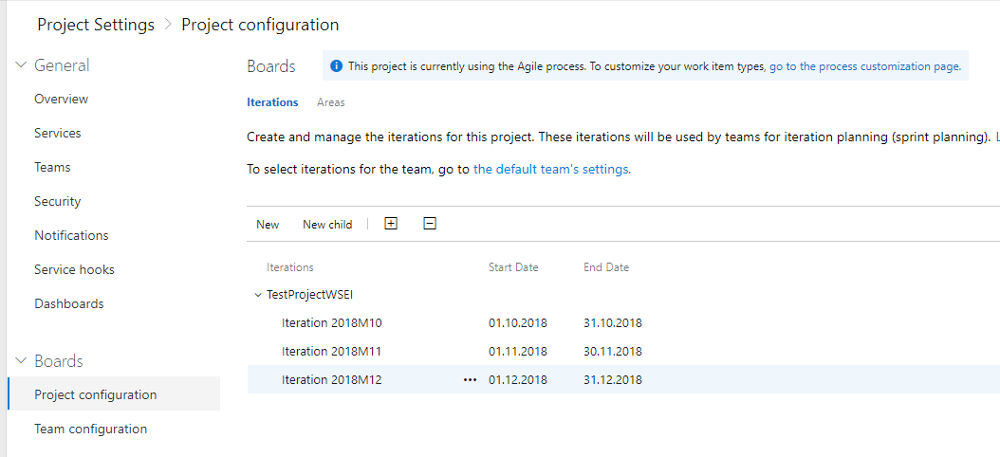 Project Settings > Project configuration
General
Overview
Services
Teams
Security
Notifications
Service hooks
Dashboards
Boards
Project configuration
Team configuration
Boards
This project is currently using the Agile process. To customize your work item types, go to the process customization page.
Iterations Areas
Create and manage the iterations for this project. These iterations will be used by teams for iteration planning (sprint planning).
To select iterations for the team, go to the default team's settings.
New New child
Iterations Start Date End Date
TestProjectWSEI
Iteration 2018M10 01.10.2018 31.10.2018
Iteration 2018M11 01.11.2018 30.11.2018
Iteration 2018M12 ••• 01.12.2018 31.12.2018